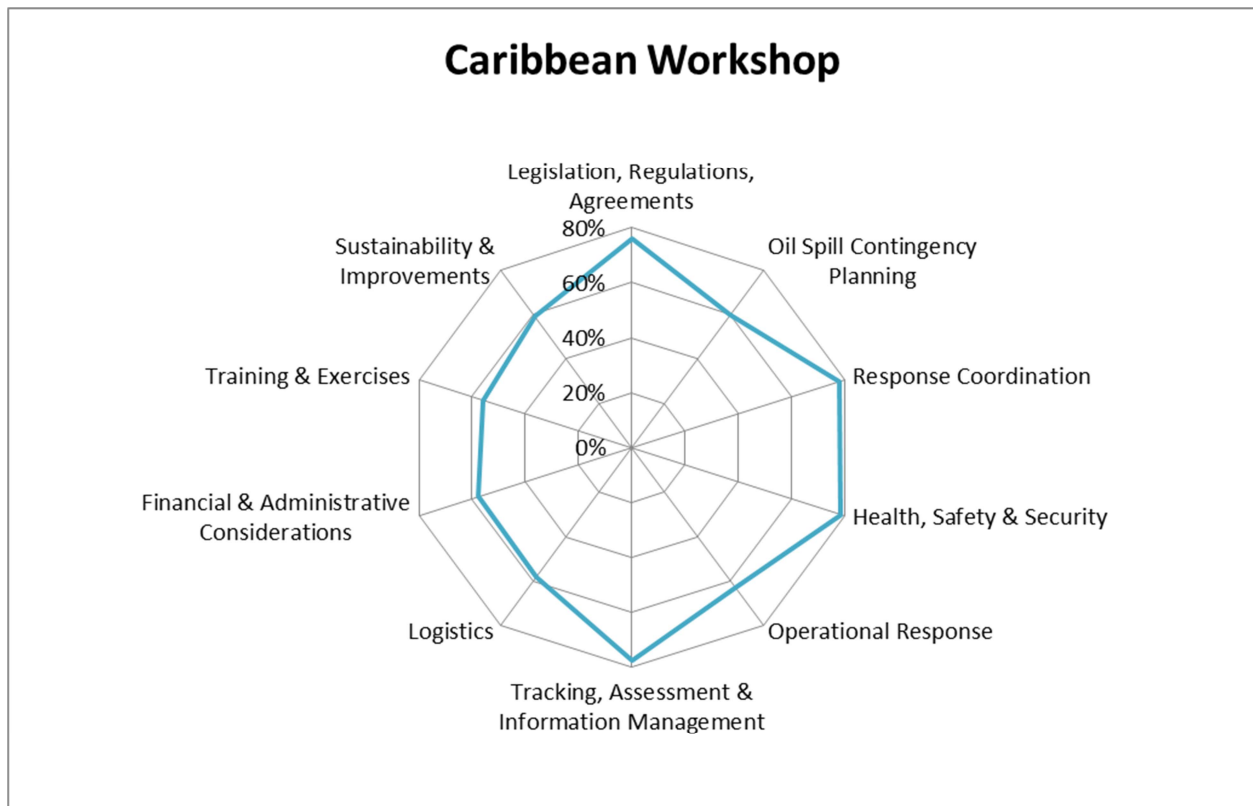 Caribbean Workshop
Legislation, Regulations,
Agreements
80%
60%
40%
20%
0%
Oil Spill Contingency
Planning
Response Coordination
Health, Safety & Security
Operational Response
Tracking, Assessment &
Information Management
Logistics
Financial & Administrative
Considerations
Training & Exercises
Sustainability &
Improvements